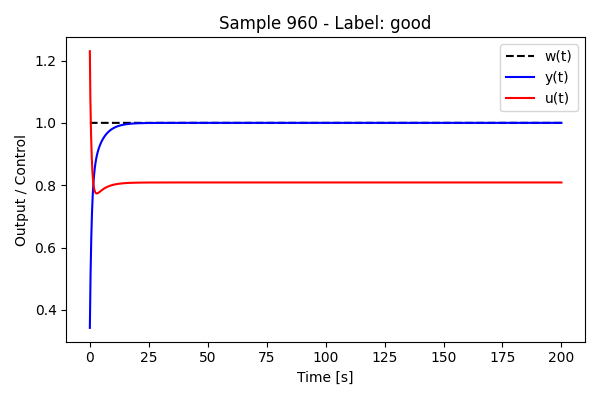 Sample 960 - Label: good
w(t)
y(t)
u(t)
Output / Control
1.2
1.0
0.8
0.6
0.4
0 25 50 75 100 125 150 175 200
Time [s]